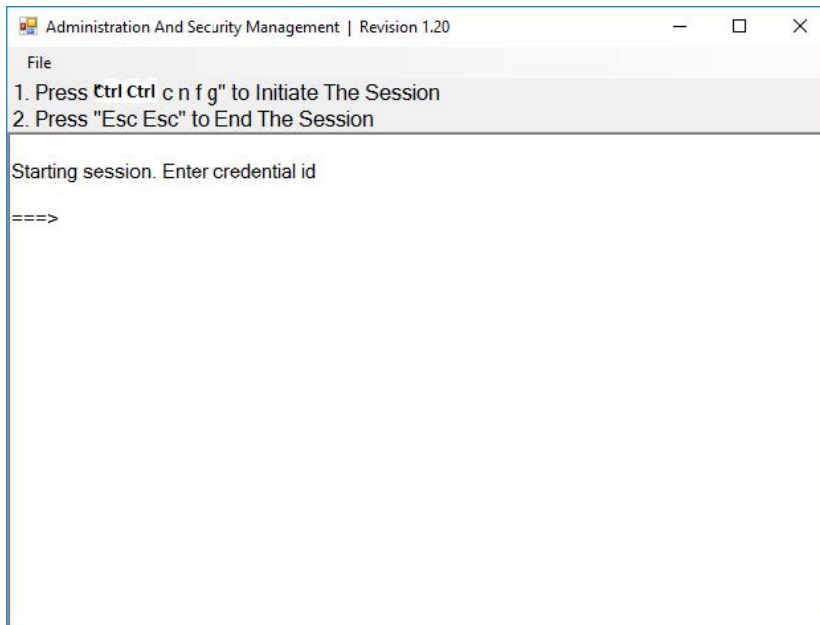 Administration And Security Management | Revision 1.20
File
1. Press "Ctrl Ctrl c n f g" to Initiate The Session
2. Press "Esc Esc" to End The Session
Starting session. Enter credential id
===>